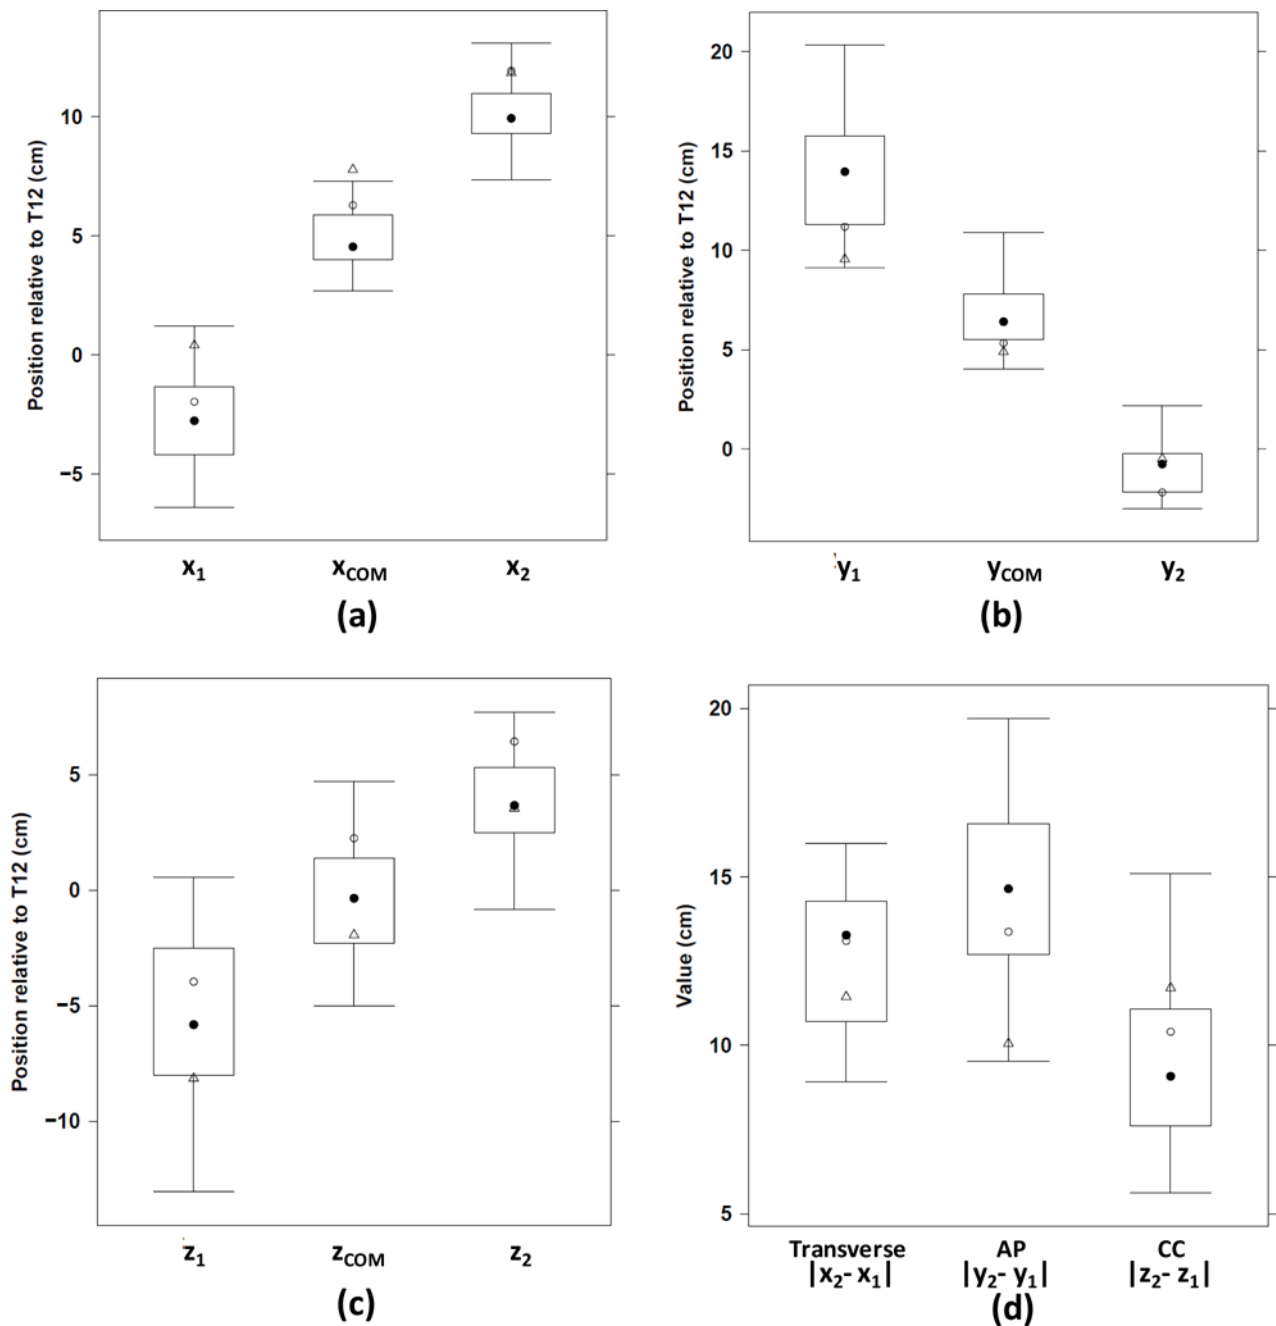 Position relative to T12 (cm)
10
5
0
−5
x1
xCOM
x2
(a)
Position relative to T12 (cm)
20
15
10
5
0
y1
yCOM
y2
(b)
Position relative to T12 (cm)
5
0
−5
−10
z1
zCOM
z2
(c)
Value (cm)
20
15
10
5
Transverse
|x2- x1|
AP
|y2- y1|
CC
|z2- z1|
(d)